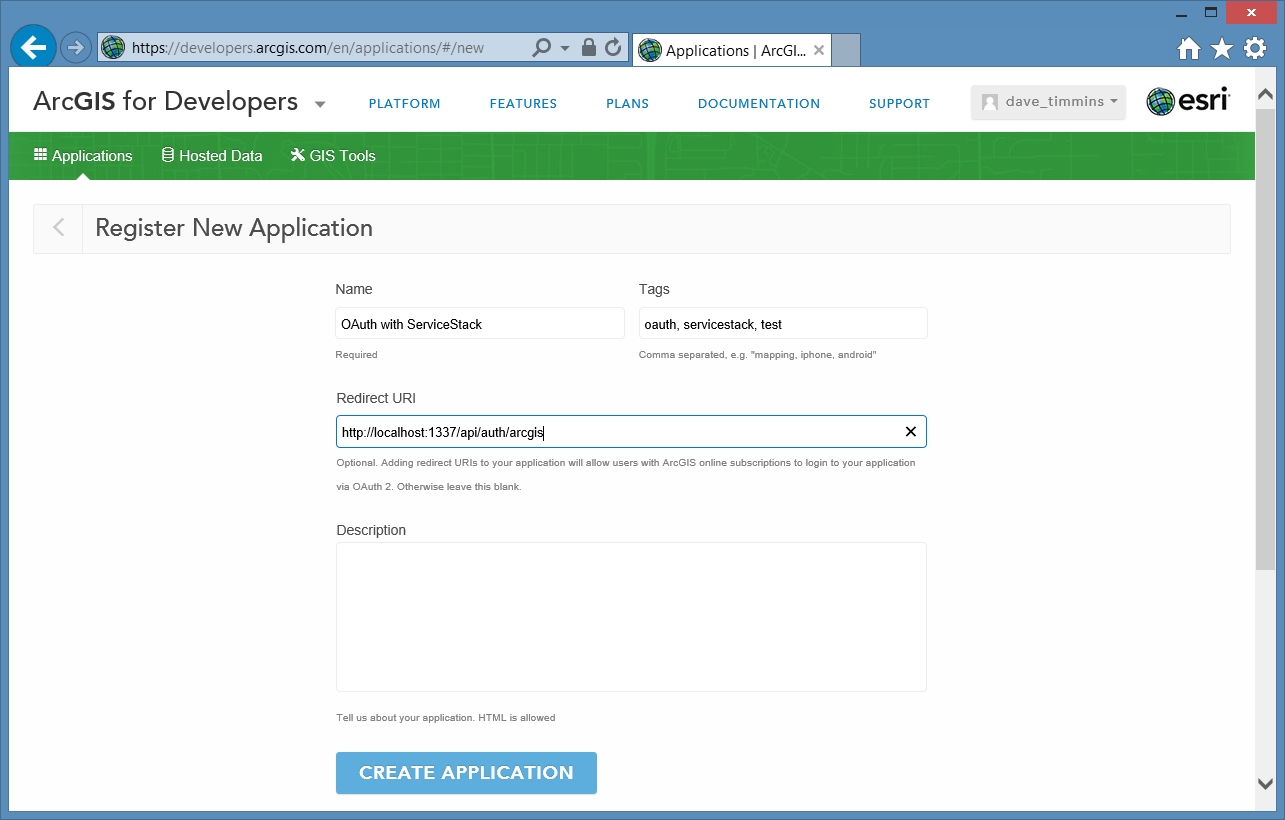 https://developers.arcgis.com/en/applications/#/new
Applications | ArcGI...
ArcGIS for Developers
PLATFORM
FEATURES
PLANS
DOCUMENTATION
SUPPORT
dave_timmins
esri
Applications
Hosted Data
GIS Tools
Register New Application
Name
Tags
OAuth with ServiceStack
oauth, servicestack, test
Required
Comma separated, e.g. "mapping, iphone, android"
Redirect URI
http://localhost:1337/api/auth/arcgis
Optional. Adding redirect URIs to your application will allow users with ArcGIS online subscriptions to login to your application
via OAuth 2. Otherwise leave this blank.
Description
Tell us about your application. HTML is allowed
CREATE APPLICATION